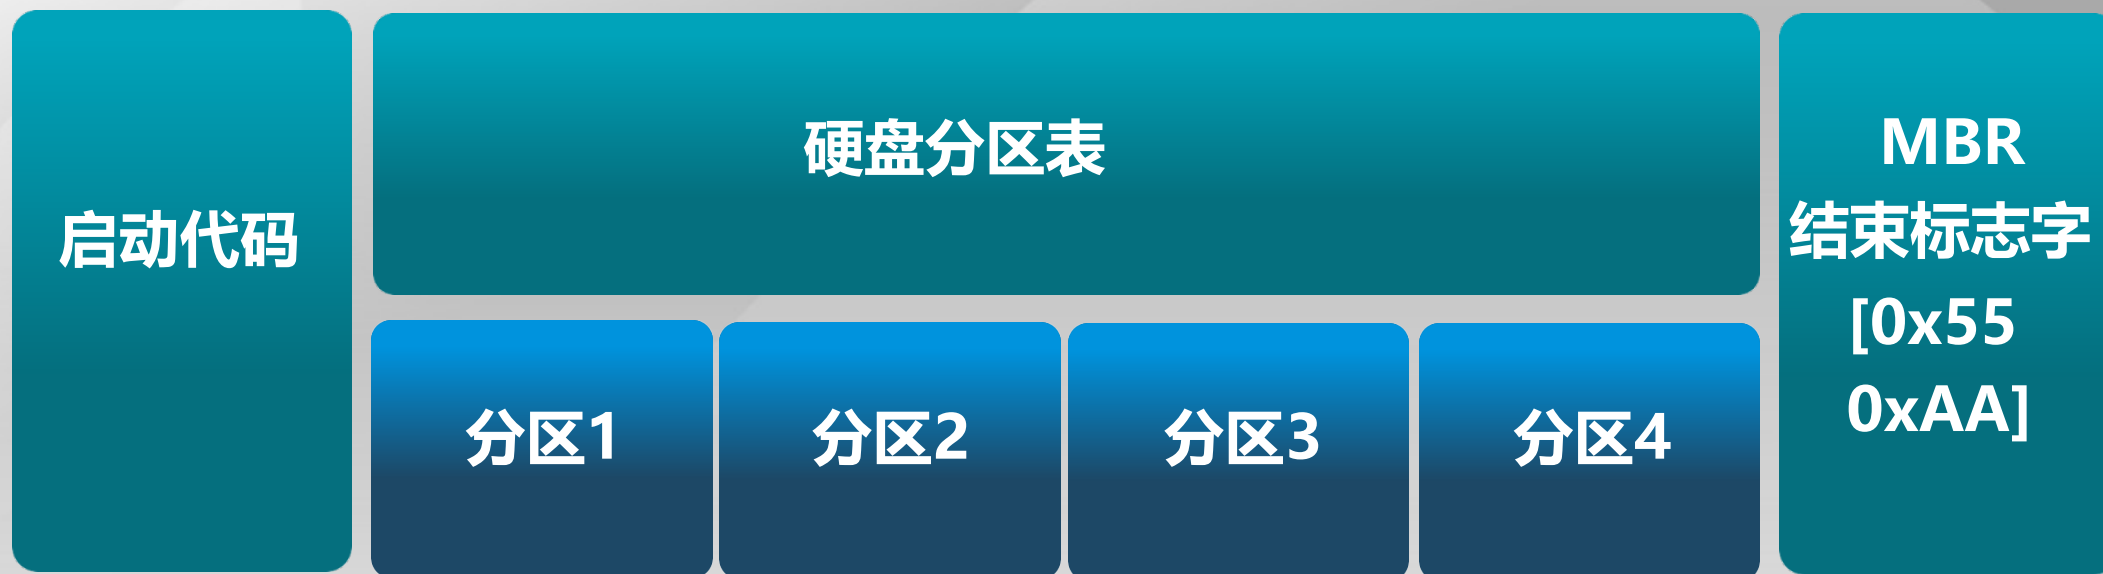 启动代码
硬盘分区表
分区1
分区2
分区3
分区4
MBR
结束标志字
[0x55
0xAA]